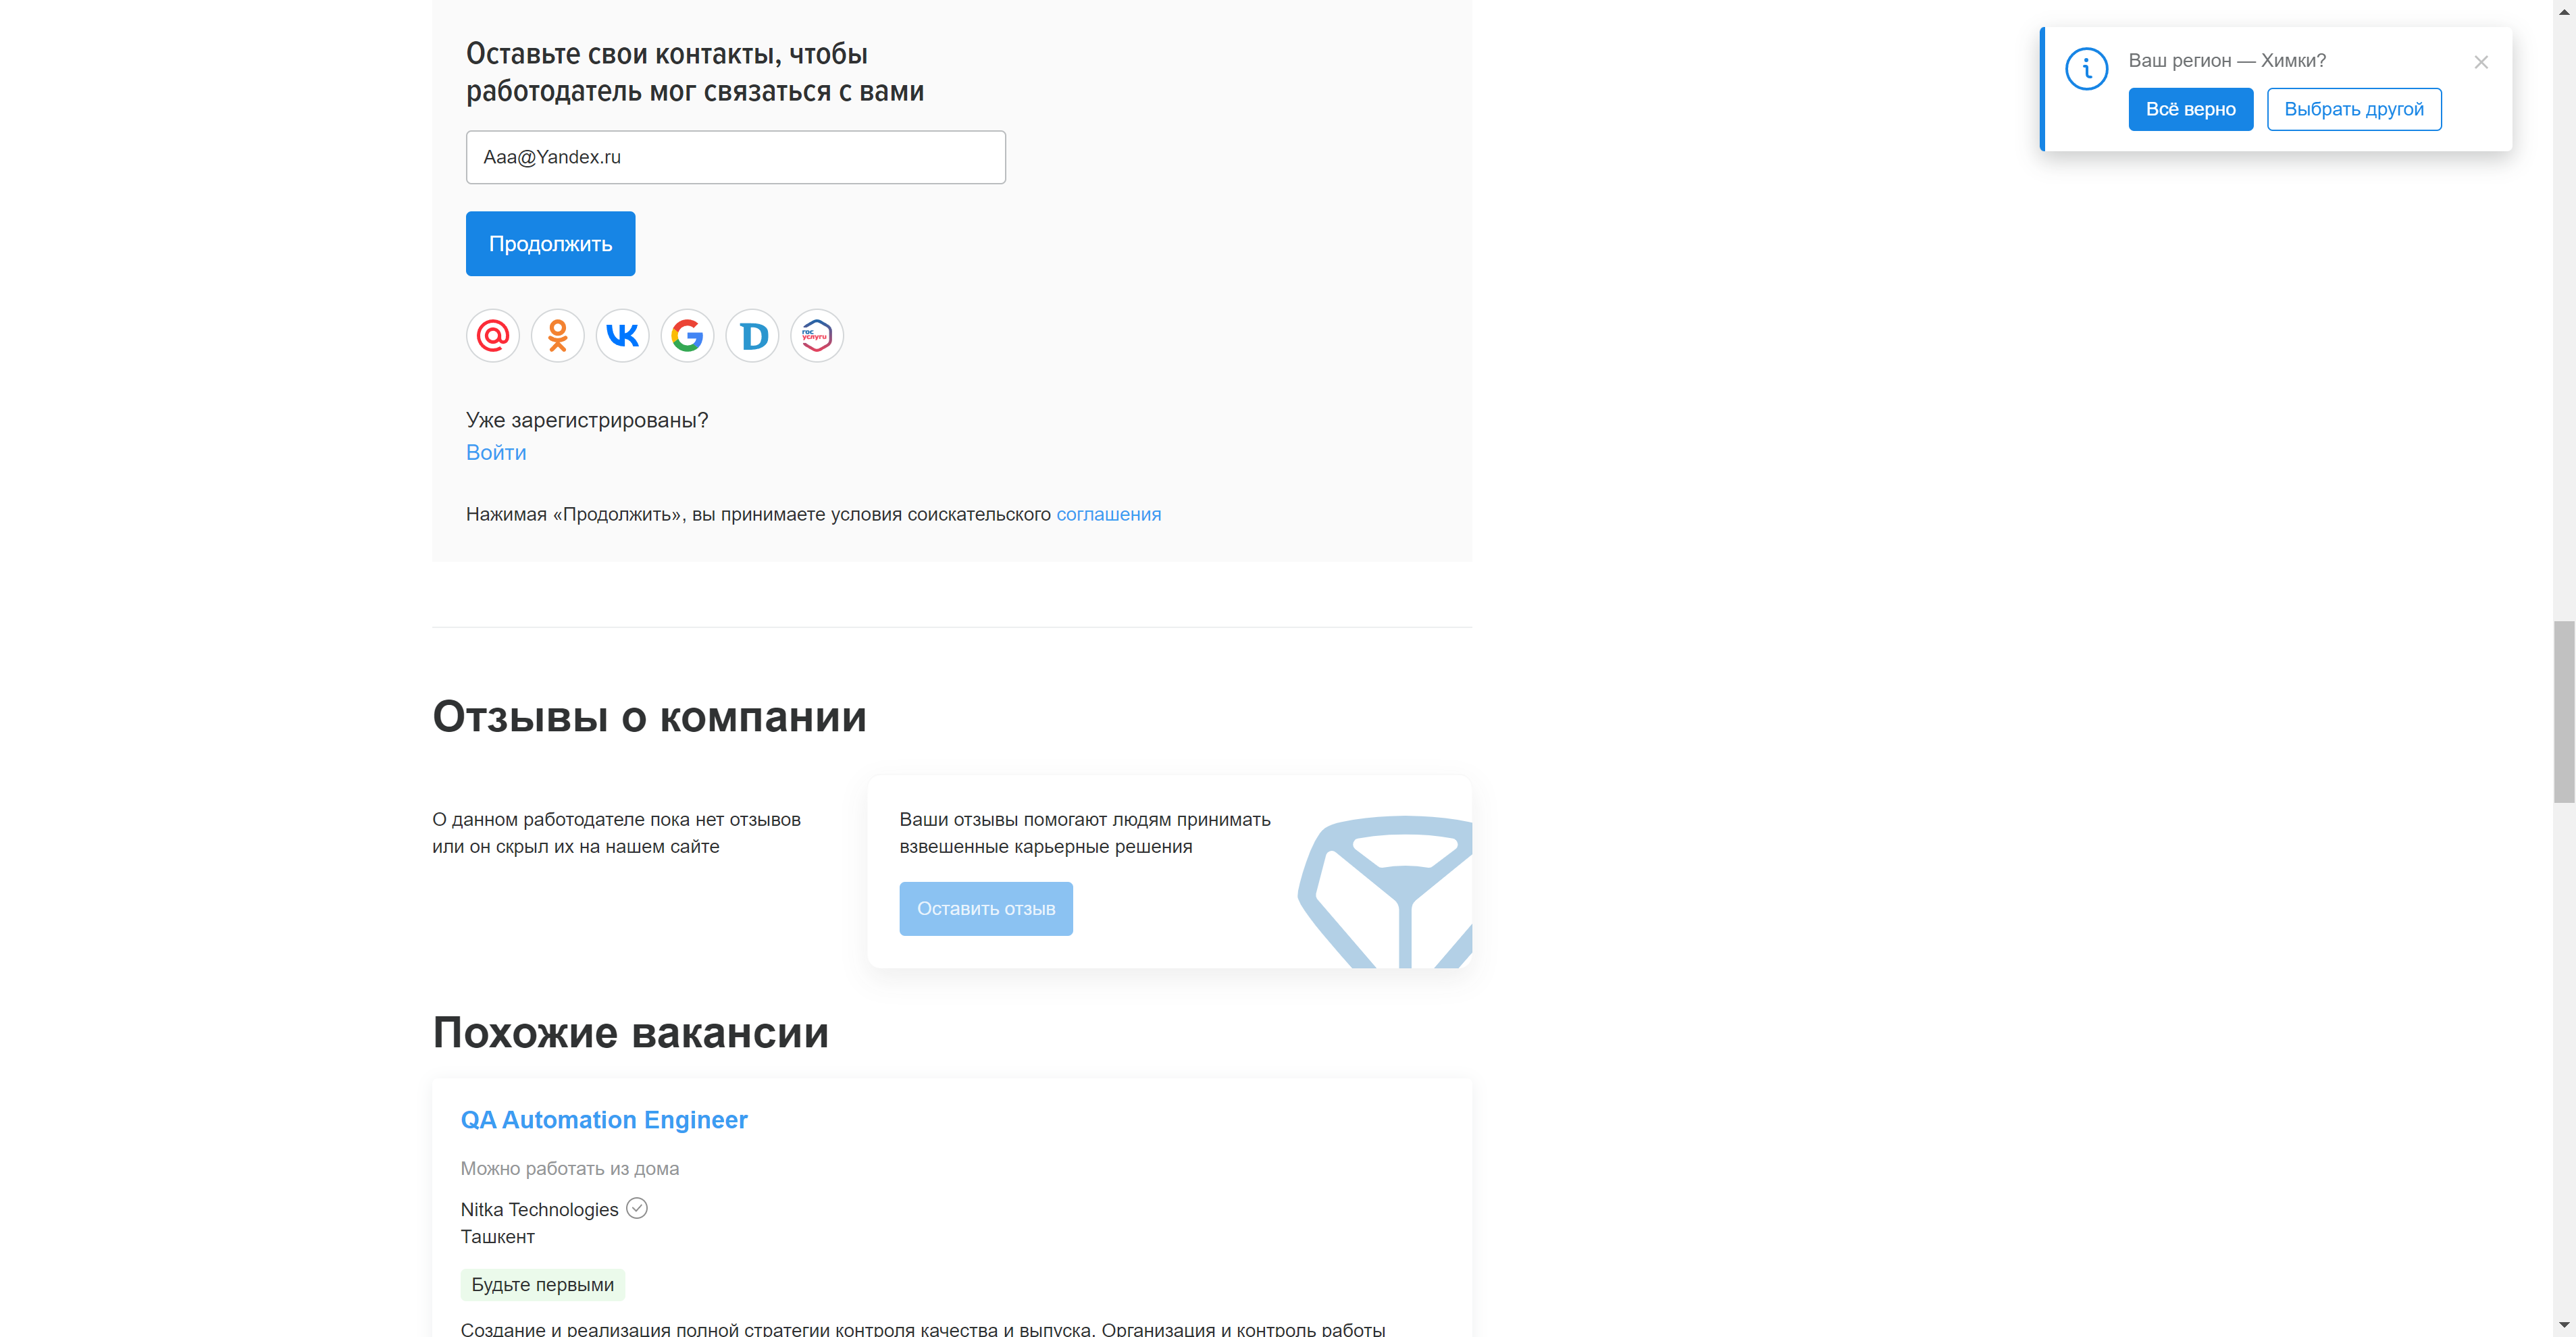 Оставьте свои контакты, чтобы
работодатель мог связаться с вами
Aaa@Yandex.ru
Продолжить
гос
услуги
Уже зарегистрированы?
Войти
Нажимая «Продолжить», вы принимаете условия соискательского соглашения
Ваш регион — Химки?
Всё верно
Выбрать другой
Отзывы о компании
О данном работодателе пока нет отзывов
или он скрыл их на нашем сайте
Ваши отзывы помогают людям принимать
взвешенные карьерные решения
Оставить отзыв
Похожие вакансии
QA Automation Engineer
Можно работать из дома
Nitka Technologies
Ташкент
Будьте первыми
Создание и реализация полной стратегии контроля качества и выпуска. Организация и контроль работы